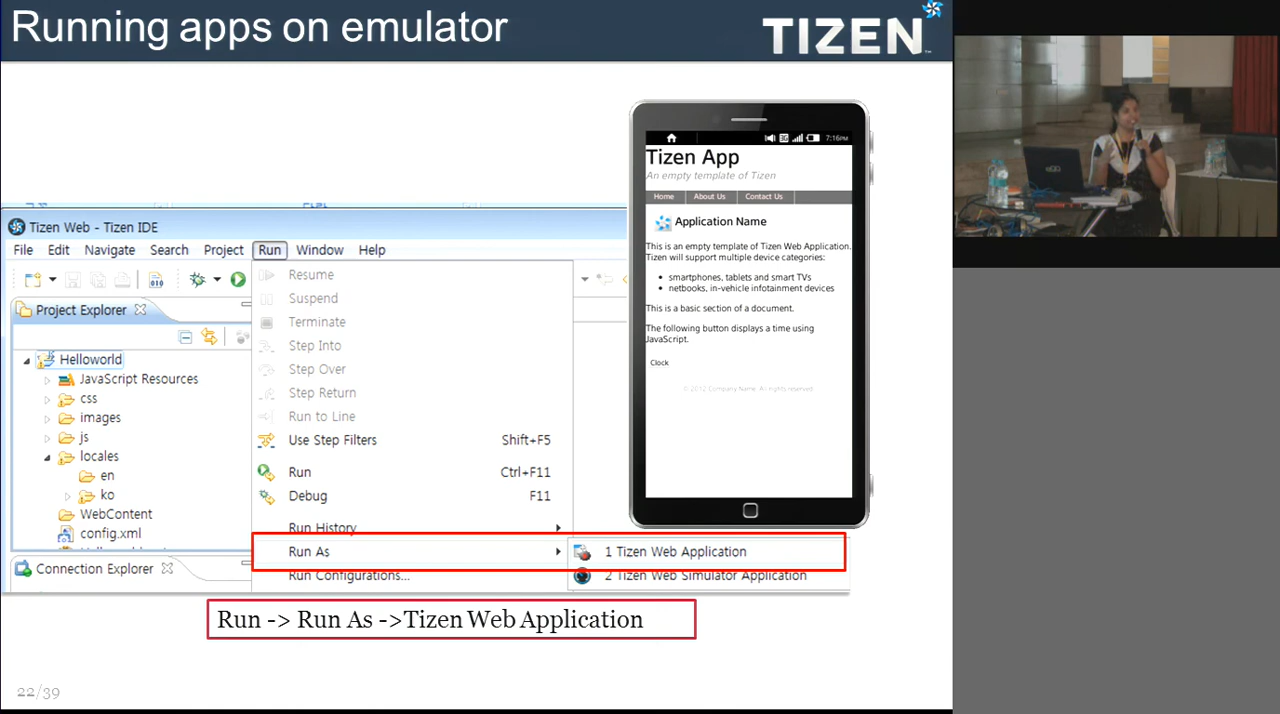 Running apps on emulator
TIZEN
Tizen Web - Tizen IDE
File Edit Navigate Search Project Run Window Help
Project Explorer
Helloworld
JavaScript Resources
css
images
js
locales
en
ko
WebContent
config.xml
Connection Explorer
Resume
Suspend
Terminate
Step Into
Step Over
Step Return
Run to Line
Use Step Filters Shift+F5
Run Ctrl+F11
Debug F11
Run History
Run As
Run Configurations...
1 Tizen Web Application
2 Tizen Web Simulator Application
7:16PM
Tizen App
An empty template of Tizen
Home About Us Contact Us
Application Name
This is an empty template of Tizen Web Application.
Tizen will support multiple device categories:
smartphones, tablets and smart TVs
netbooks, in-vehicle infotainment devices
This is a basic section of a document.
The following button displays a time using
JavaScript.
Clock
© 2012 Company Name. All rights reserved.
Run -> Run As ->Tizen Web Application
22/39